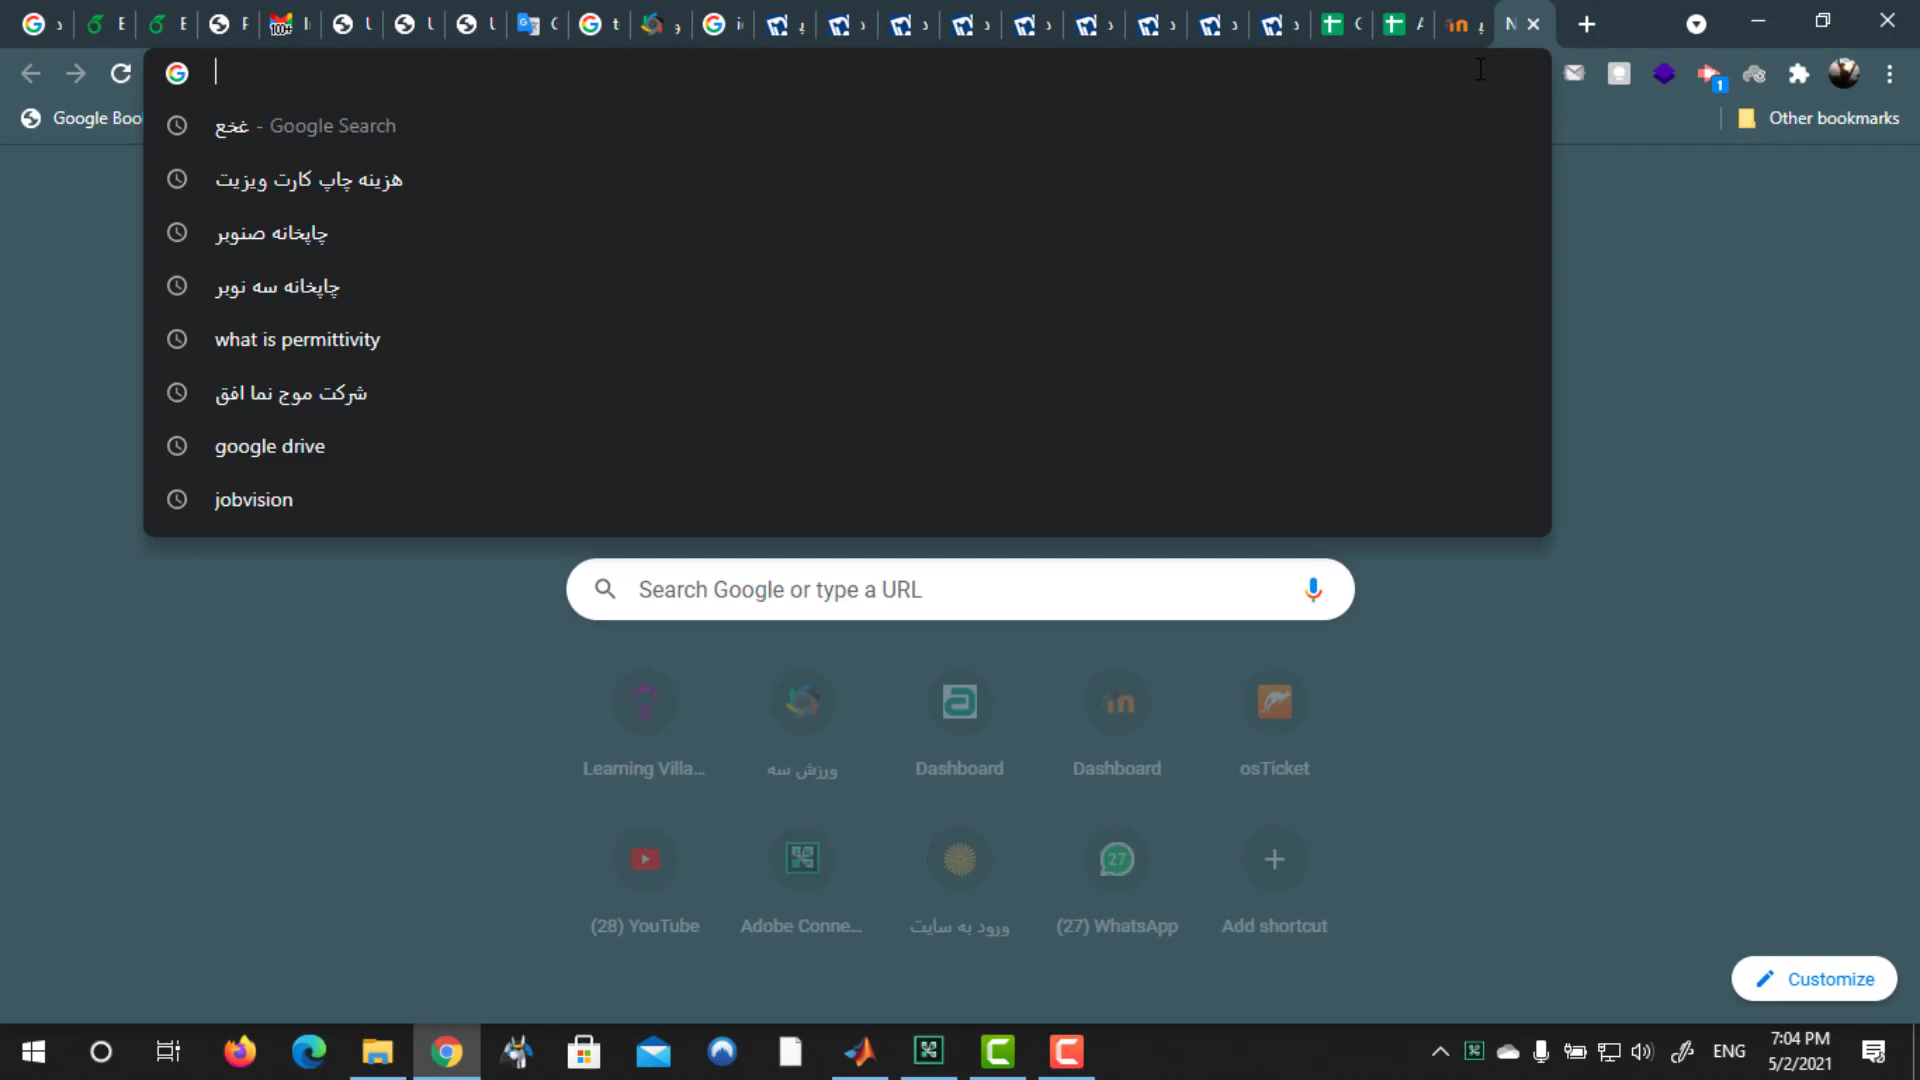 Google Boo
Other bookmarks
غخع - Google Search
هزینه چاپ کارت ویزیت
چاپخانه صنوبر
چاپخانه سه نوبر
what is permittivity
شرکت موج نما افق
google drive
jobvision
Search Google or type a URL
Learning Villa...
ورزش سه
Dashboard
Dashboard
osTicket
(28) YouTube
Adobe Conne...
ورود به سایت
(27) WhatsApp
Add shortcut
Customize
ENG
7:04 PM
5/2/2021